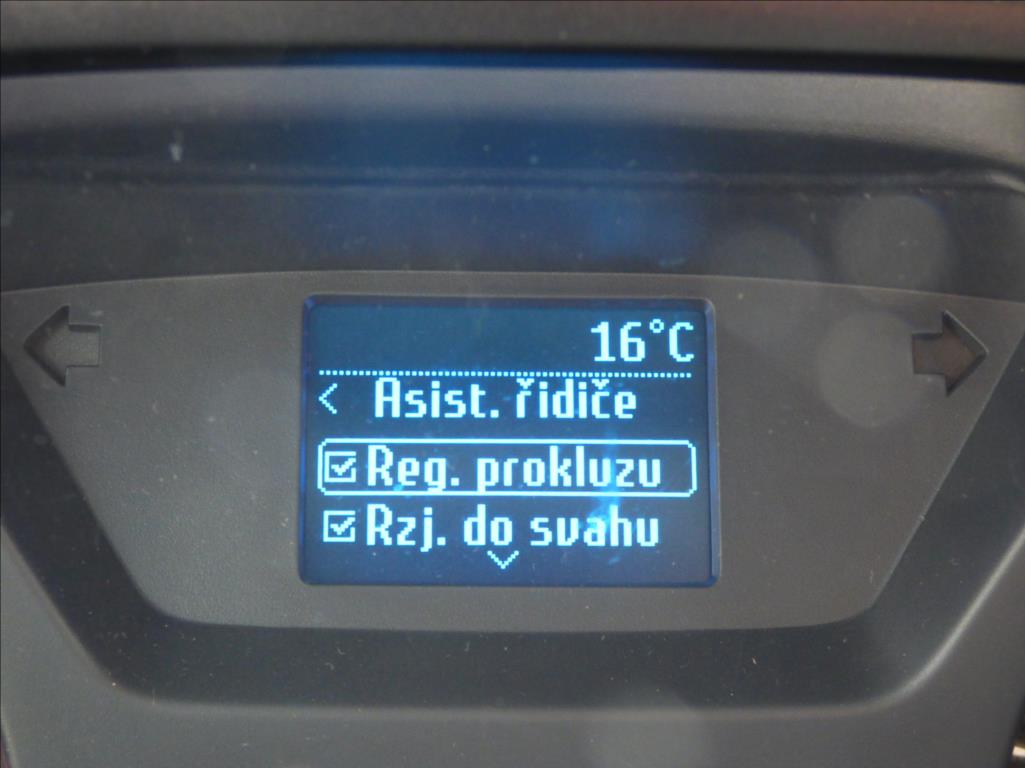 16°C
Asist. řidiče
Reg. prokluzu
Rzj. do svahu